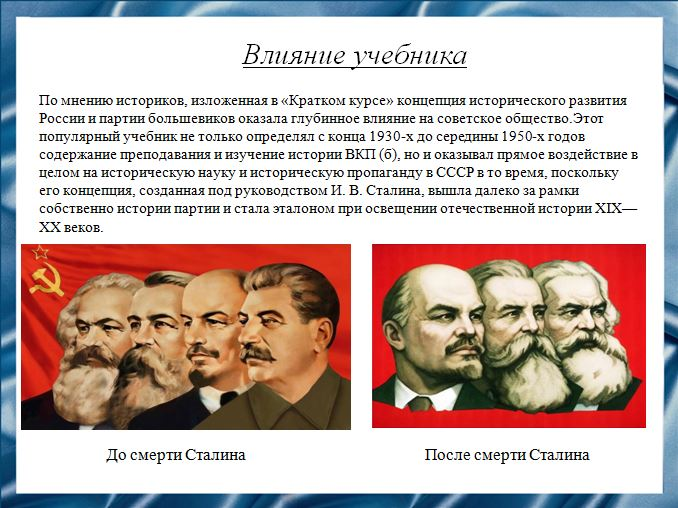 Влияние учебника
По мнению историков, изложенная в «Кратком курсе» концепция исторического развития
России и партии большевиков оказала глубинное влияние на советское общество.Этот
популярный учебник не только определял с конца 1930-х до середины 1950-х годов
содержание преподавания и изучение истории ВКП (б), но и оказывал прямое воздействие в
целом на историческую науку и историческую пропаганду в СССР в то время, поскольку
его концепция, созданная под руководством И. В. Сталина, вышла далеко за рамки
собственно истории партии и стала эталоном при освещении отечественной истории XIX—
XX веков.
До смерти Сталина
После смерти Сталина